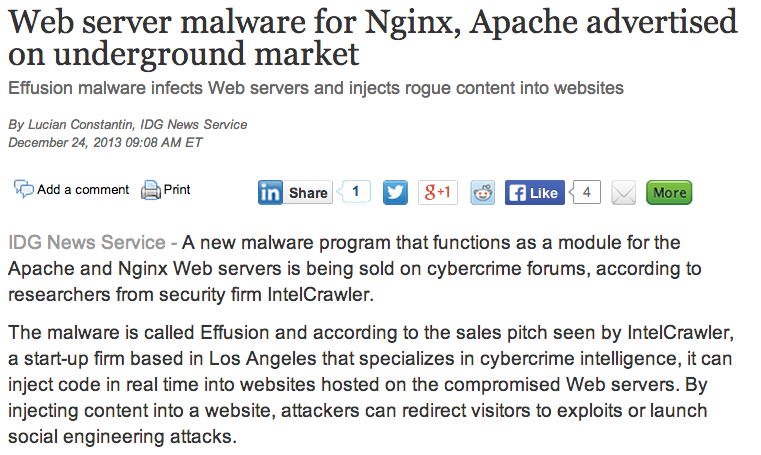 Web server malware for Nginx, Apache advertised
on underground market
Effusion malware infects Web servers and injects rogue content into websites
By Lucian Constantin, IDG News Service
December 24, 2013 09:08 AM ET
Add a comment Print in Share 1 g+1 f Like 4 More
IDG News Service - A new malware program that functions as a module for the
Apache and Nginx Web servers is being sold on cybercrime forums, according to
researchers from security firm IntelCrawler.
The malware is called Effusion and according to the sales pitch seen by IntelCrawler,
a start-up firm based in Los Angeles that specializes in cybercrime intelligence, it can
inject code in real time into websites hosted on the compromised Web servers. By
injecting content into a website, attackers can redirect visitors to exploits or launch
social engineering attacks.